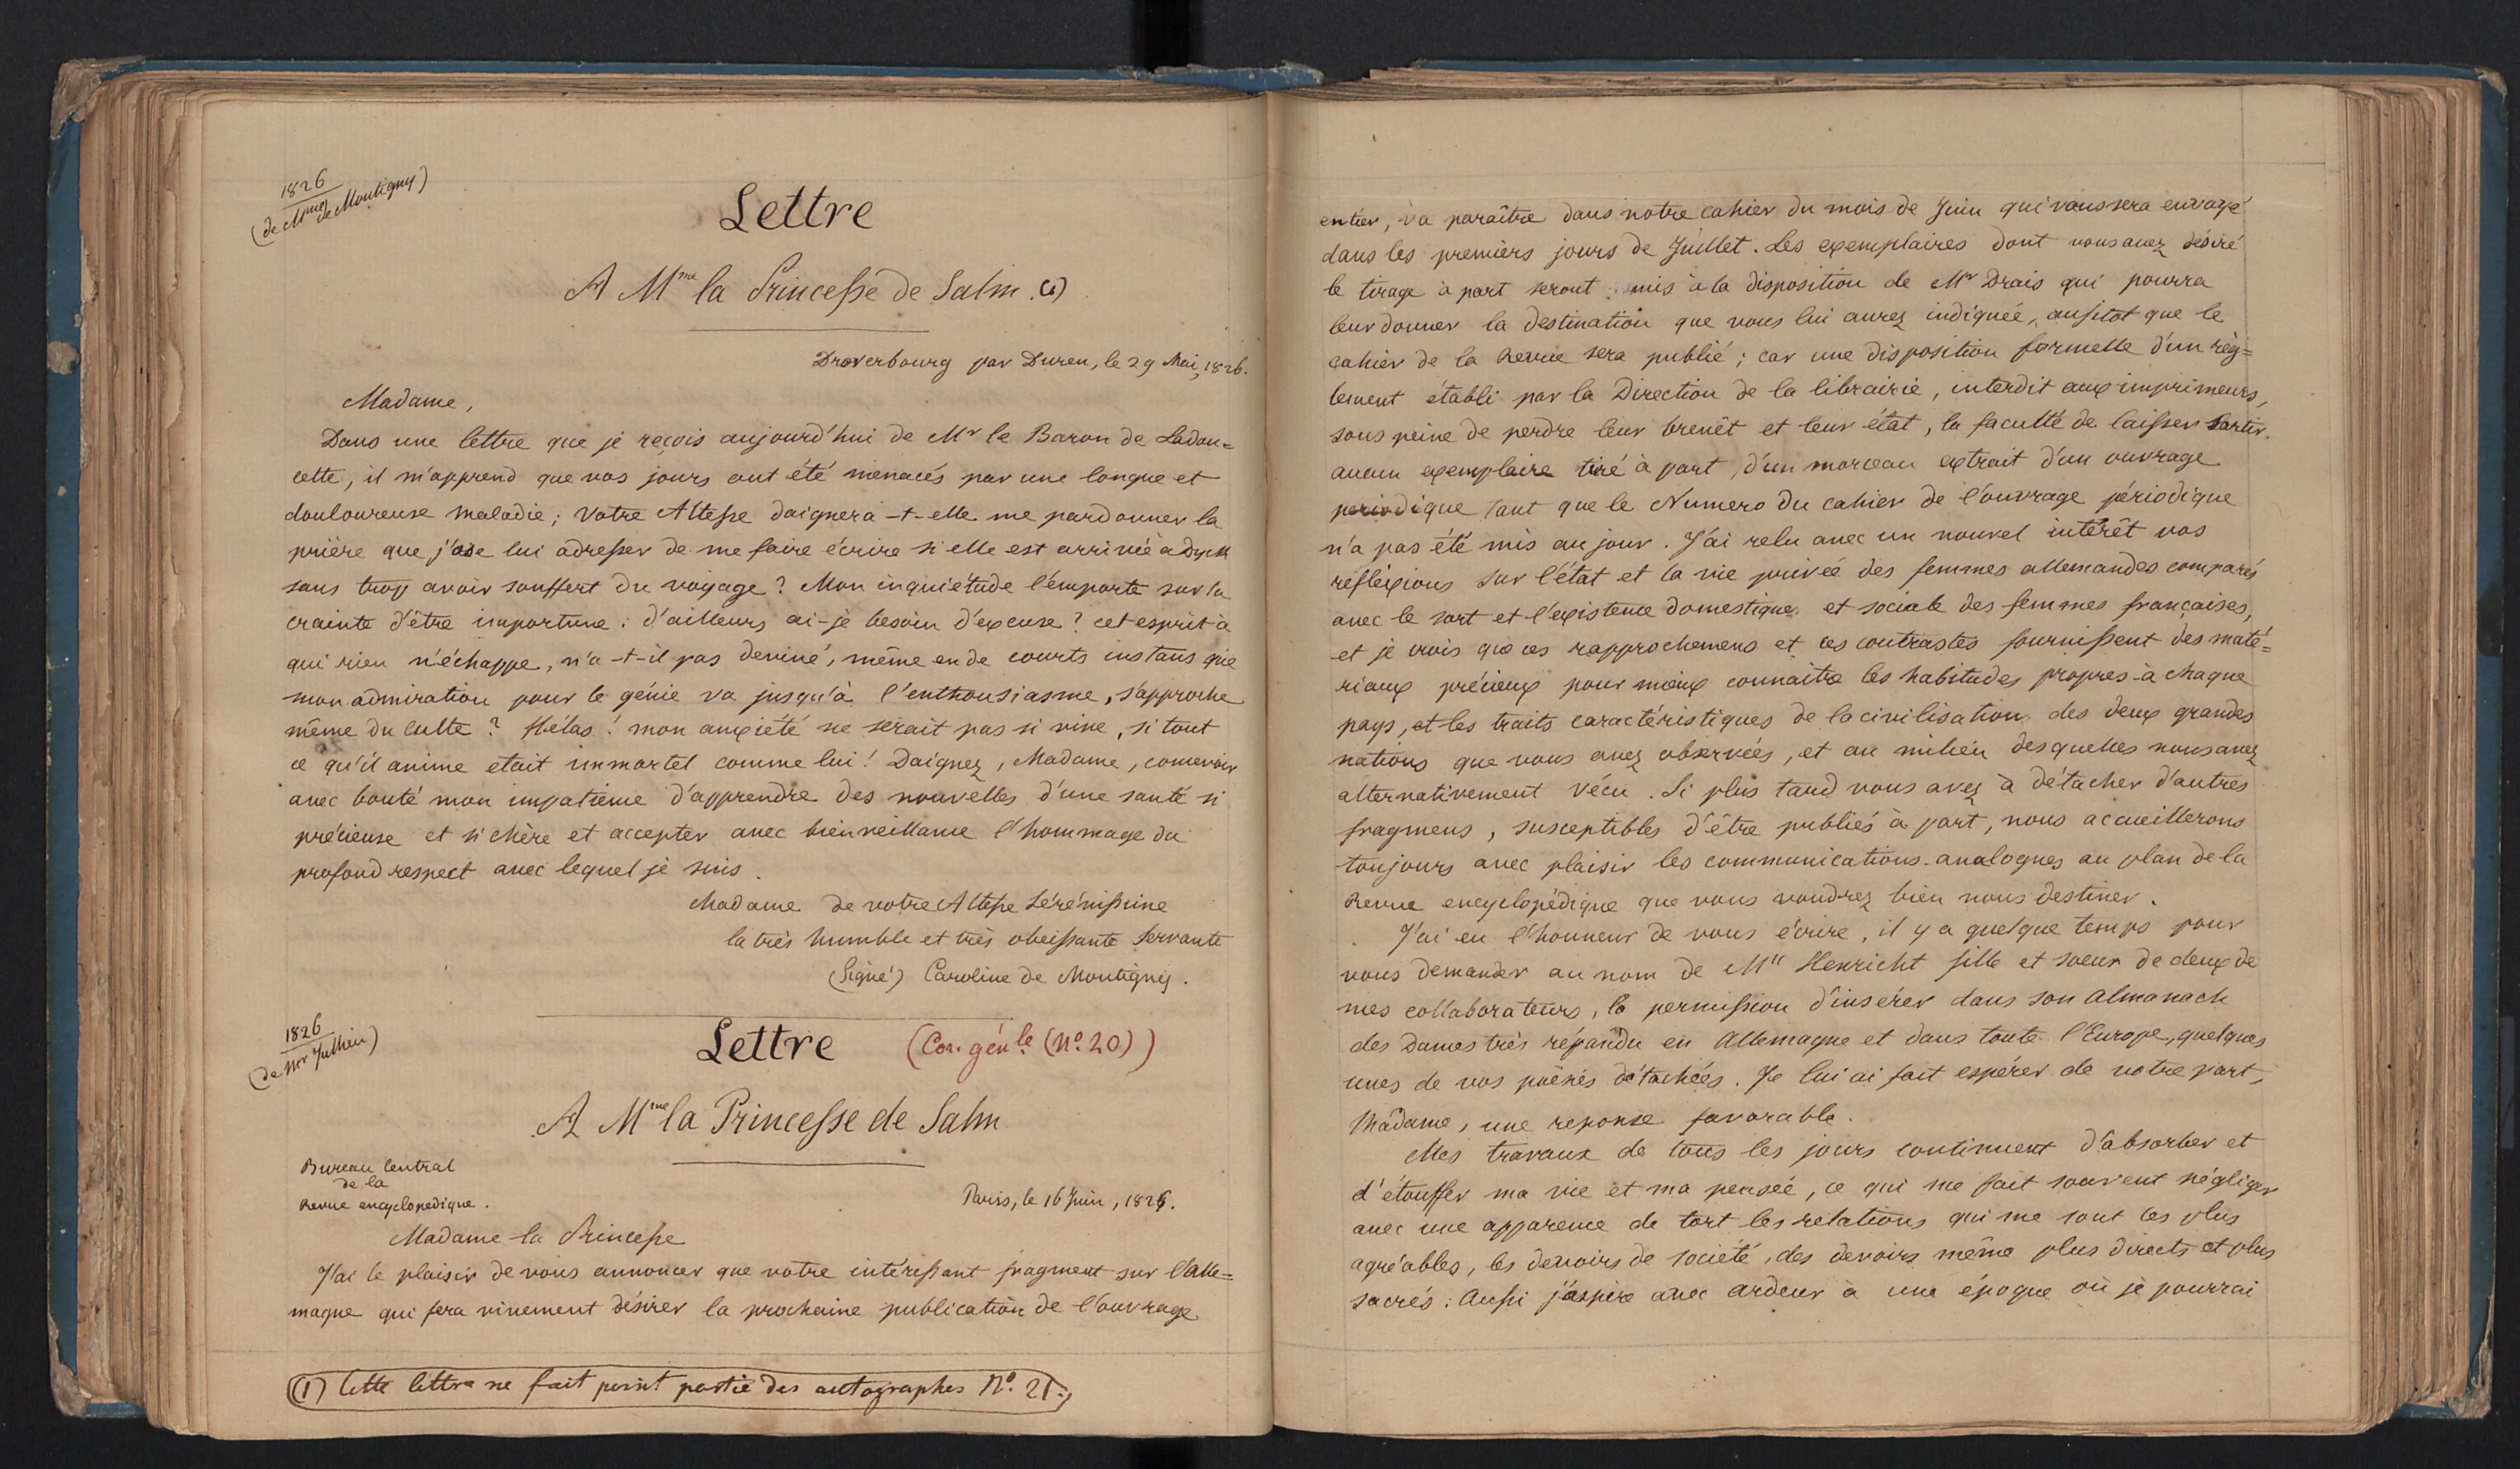 1826
(de Mme de Montigny)
Lettre
A Mme la Princesse de Salm. (1)
Droverbourg par Duren, le 29 Mai, 1826.
Madame,
Dans une lettre que je reçois aujourd'hui de Mr le Baron de Ladou=
cette, il m'apprend que vos jours ont été menacés par une longue et
douloureuse maladie; Votre Altesse daignera-t-elle me pardonner la
prière que j'ose lui adresser de me faire écrire si elle est arrivée à Dyck
sans trop avoir souffert du voyage? Mon inquiétude l'emporte sur la
crainte d'être importune: d'ailleurs ai-je besoin d'excuse? cet esprit à
qui rien n'échappe, n'a-t-il pas deviné, même en de courts instans que
mon admiration pour le génie va jusqu'à l'enthousiasme, s'approche
même du culte? Hélas! mon anxiété ne serait pas si vive, si tout
ce qu'il anime etait immortel comme lui! Daignez, Madame, concevoir
avec bonté mon impatience d'apprendre des nouvelles d'une santé si
précieuse et si chère et accepter avec bienveillance l'hommage du
profond respect avec lequel je suis.
Madame de votre Altesse Sérénissime
la très humble et très obeissante servante
(Signé) Caroline de Montigny.
1826
(de Mr Jullien)
Lettre (Cor. génle (No. 20))
A Mme la Princesse de Salm
Bureau Central
de la
Revue encyclopedique.
Paris, le 16 Juin, 1826.
Madame la Princesse
J'ai le plaisir de vous annoncer que votre intéressant fragment sur l'Alle=
magne qui fera vivement désirer la prochaine publication de l'ouvrage
(1) Cette lettre ne fait point partie des autographes No. 21.
entier, va paraître dans notre cahier du mois de Juin qui vous sera envoyé
dans les premiers jours de Juillet. Les exemplaires dont vous avez désiré
le tirage à part seront mis à la disposition de Mr Drais qui pourra
leur donner la destination que vous lui aurez indiquée, aussitot que le
cahier de la Revue sera publié; car une disposition formelle d'un règ=
lement établi par la Direction de la librairie, interdit aux imprimeurs,
sous peine de perdre leur brevêt et leur état, la faculté de laisser sortir
aucun exemplaire tiré à part, d'un morceau extrait d'un ouvrage
periodique tant que le Numero du cahier de l'ouvrage périodique
n'a pas été mis au jour. J'ai relu avec un nouvel intérêt vos
réfléxions sur l'état et la vie privée des femmes allemandes comparés
avec le sort et l'existence domestique et sociale des femmes françaises,
et je crois que ces rapprochemens et ces contrastes fournissent des maté=
riaux précieux pour mieux connaitre les habitudes propres à chaque
pays, et les traits caractéristiques de la civilisation des deux grandes
nations que vous avez observées, et au milieu desquelles vous avez
alternativement vécu. Si plus tard vous avez à détacher d'autres
fragmens, susceptibles d'être publiés à part, nous accueillerons
toujours avec plaisir les communications analogues au plan de la
Revue encyclopédique que vous voudrez bien nous destiner.
J'ai eu l'honneur de vous écrire, il y a quelque temps pour
vous demander au nom de Mlle Henricht fille et soeur de deux de
mes collaborateurs, la permission d'insérer dans son Almanach
des Dames très répandu en Allemagne et dans toute l'Europe, quelques
unes de vos poësies détachées. Je lui ai fait espérer de votre part,
Madame, une reponse favorable.
Mes travaux de tous les jours continuent d'absorber et
d'étouffer ma vie et ma pensée, ce qui me fait souvent négliger
avec une apparence de tort les relations qui me sont les plus
agréables, les devoirs de société, des devoirs même plus directs et plus
sacrés: Aussi j'aspire avec ardeur à une époque où je pourrai